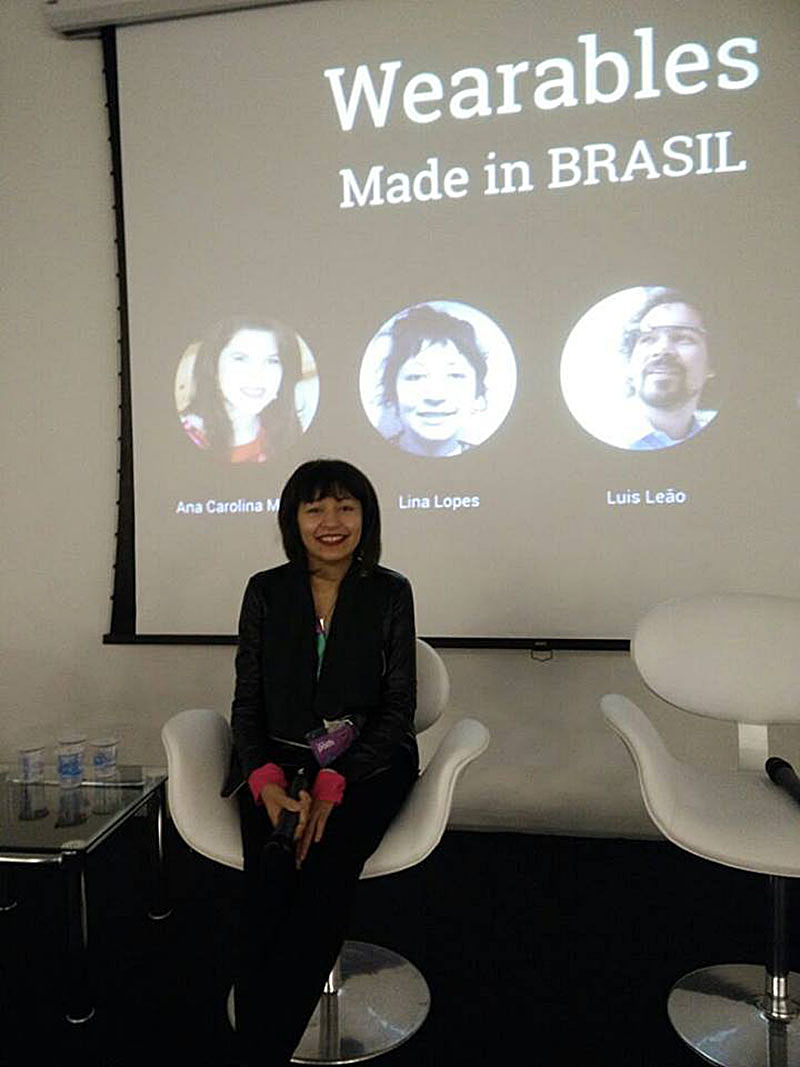 Wearables
Made in BRASIL
Ana Carolina M
Lina Lopes
Luis Leão